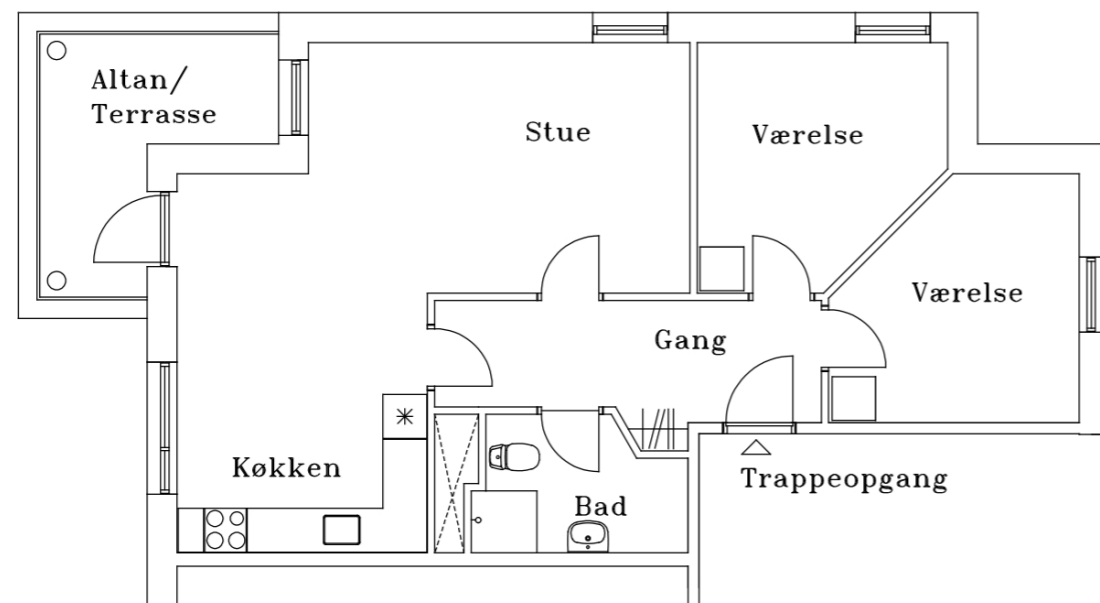 Altan/
Terrasse
Stue
Værelse
Værelse
Gang
Køkken
Bad
Trappeopgang